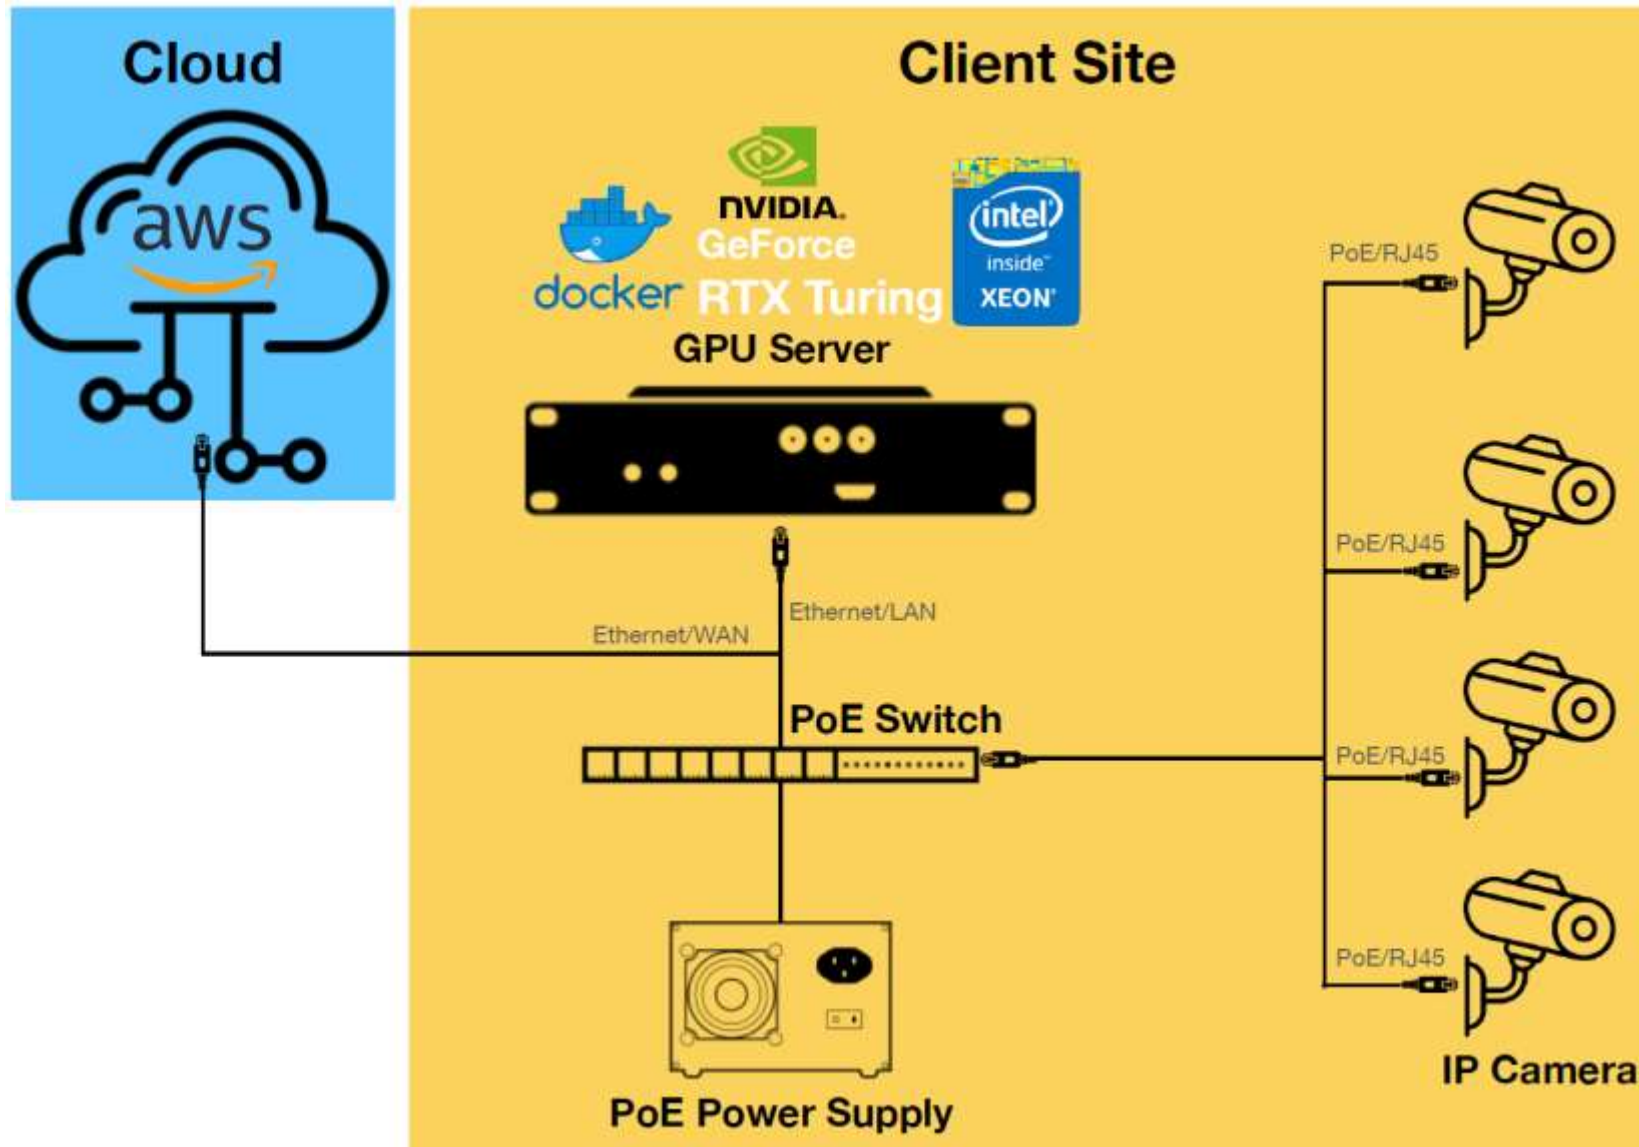 Cloud
aws
Client Site
docker
NVIDIA.
GeForce
RTX Turing
intel
inside™
XEON®
GPU Server
Ethernet/LAN
Ethernet/WAN
PoE Switch
PoE Power Supply
PoE/RJ45
PoE/RJ45
PoE/RJ45
PoE/RJ45
IP Camera